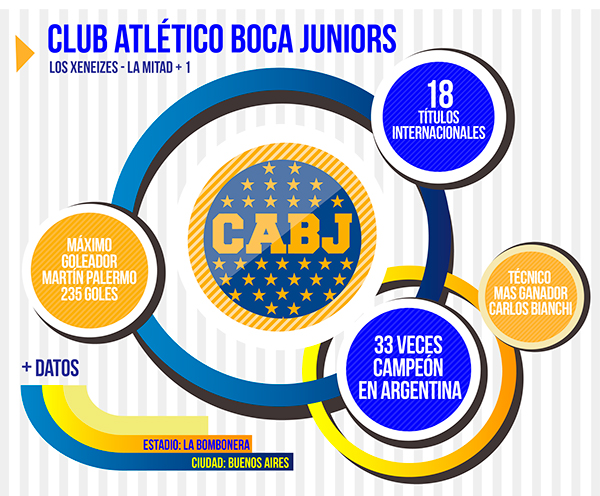 CLUB ATLÉTICO BOCA JUNIORS
LOS XENEIZES - LA MITAD + 1
18
TÍTULOS
INTERNACIONALES
CABJ
MÁXIMO
GOLEADOR
MARTÍN PALERMO
235 GOLES
TÉCNICO
MAS GANADOR
CARLOS BIANCHI
33 VECES
CAMPEÓN
EN ARGENTINA
+ DATOS
ESTADIO: LA BOMBONERA
CIUDAD: BUENOS AIRES